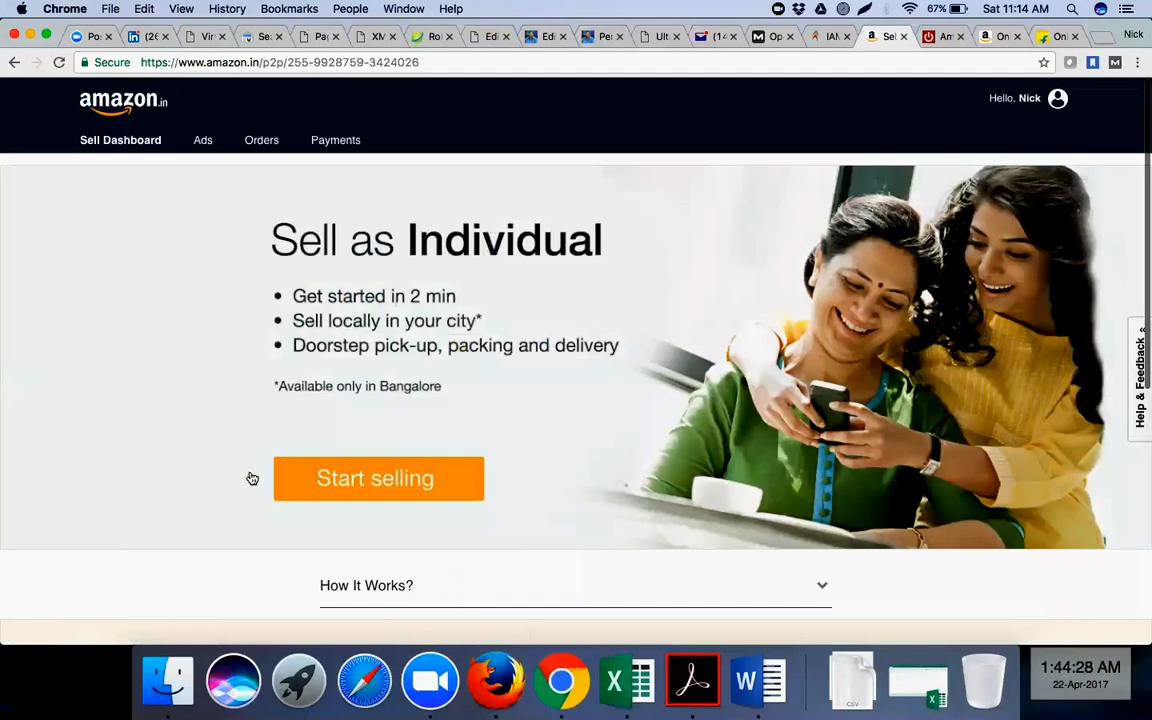 Chrome File Edit View History Bookmarks People Window Help
67% Sat 11:14 AM
Nick
Secure https://www.amazon.in/p2p/255-9928759-3424026
amazon.in
Hello, Nick
Sell Dashboard Ads Orders Payments
Sell as Individual
• Get started in 2 min
• Sell locally in your city*
• Doorstep pick-up, packing and delivery
*Available only in Bangalore
Help & Feedback
Start selling
How It Works?
CSV
1:44:28 AM
22-Apr-2017